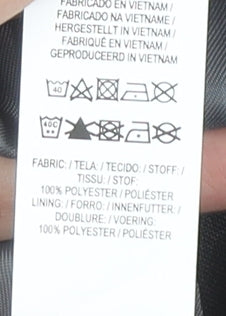 FABRICADO EN VIETNAM /
FABRICADO NA VIETNAME /
HERGESTELLT IN VIETNAM /
FABRIQUÉ EN VIETNAM /
GEPRODUCEERD IN VIETNAM
40
40C
FABRIC: / TELA: / TECIDO: / STOFF: /
TISSU: / STOF:
100% POLYESTER / POLIÉSTER
LINING: / FORRO: / INNENFUTTER: /
DOUBLURE: / VOERING:
100% POLYESTER / POLIÉSTER